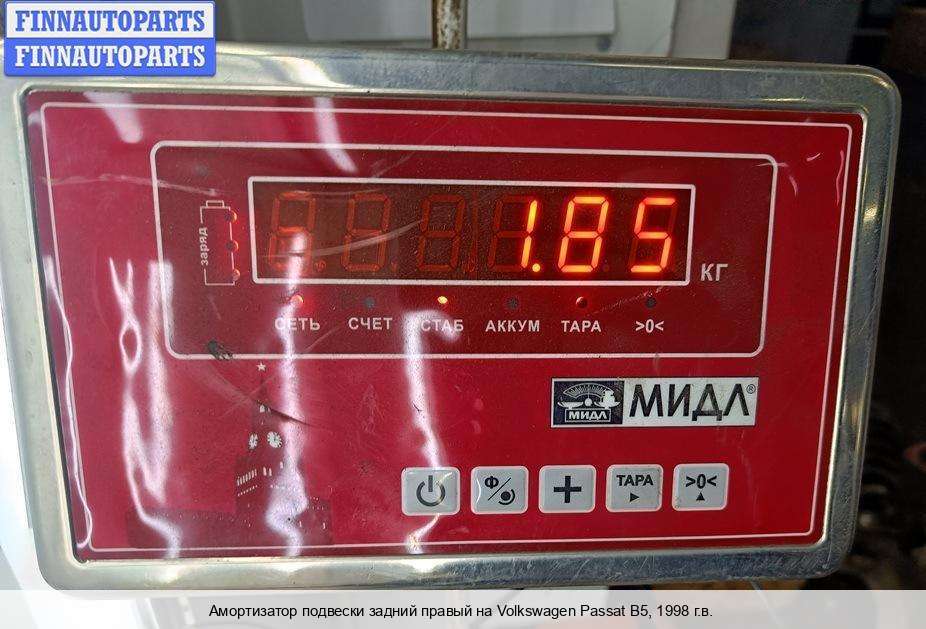 FINNAUTOPARTS
FINNAUTOPARTS
заряд
1.85
КГ
СЕТЬ СЧЕТ СТАБ АККУМ ТАРА >0<
МИДЛ МИДЛ®
Ф ТАРА >0<
Амортизатор подвески задний правый на Volkswagen Passat B5, 1998 г.в.